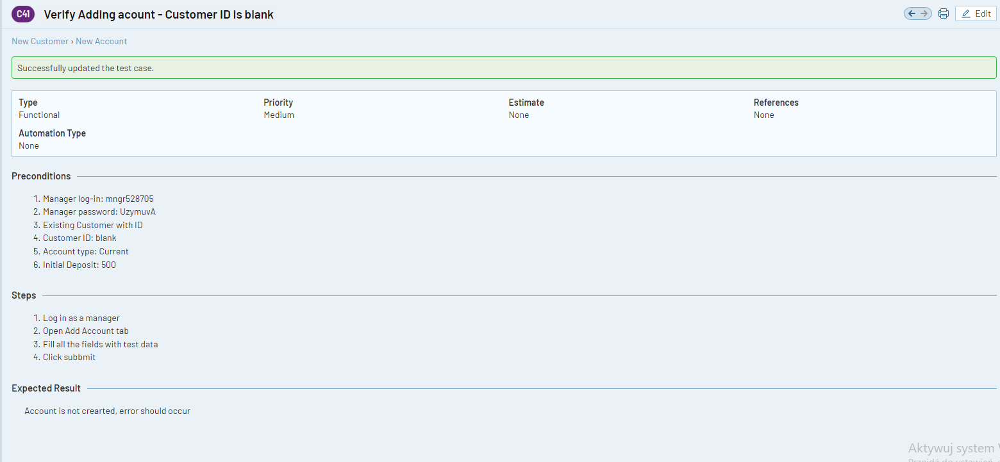 C41 Verify Adding acount - Customer ID is blank
Edit
New Customer › New Account
Successfully updated the test case.
Type Priority Estimate References
Functional Medium None None
Automation Type
None
Preconditions
1. Manager log-in: mngr528705
2. Manager password: UzymuvA
3. Existing Customer with ID
4. Customer ID: blank
5. Account type: Current
6. Initial Deposit: 500
Steps
1. Log in as a manager
2. Open Add Account tab
3. Fill all the fields with test data
4. Click subbmit
Expected Result
Account is not crearted, error should occur
Aktywuj system
Przejdź do ustawień,